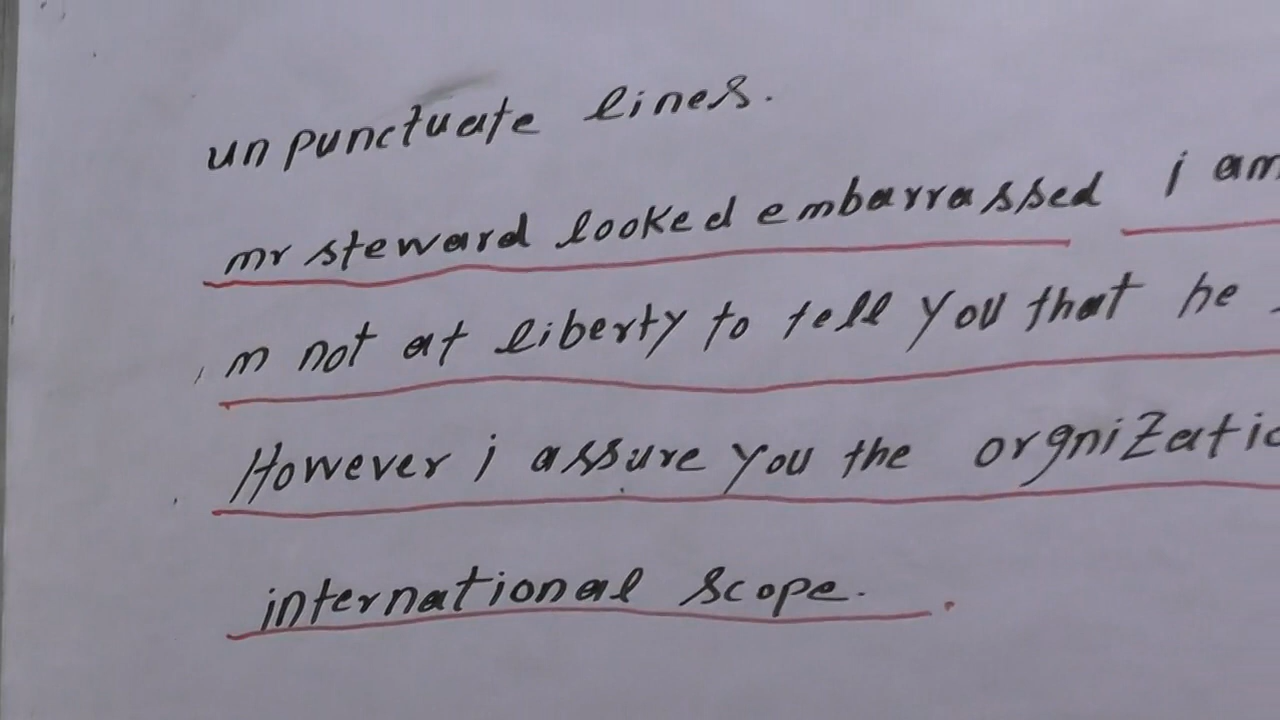 unpunctuate lines.
mr steward looked embarrassed i am
m not at liberty to tell you that he
However i assure you the orgnizatic
international scope.